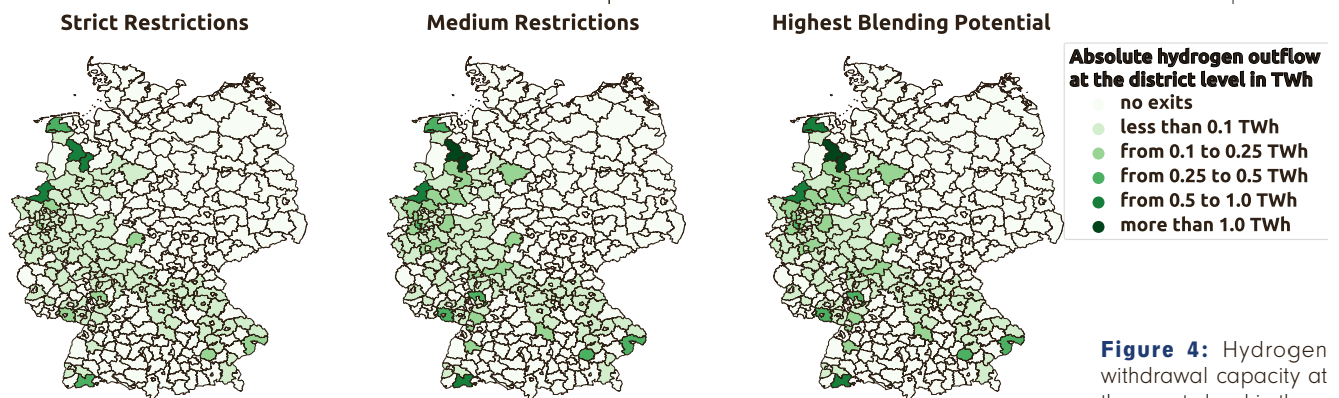 Strict Restrictions
Medium Restrictions
Highest Blending Potential
Absolute hydrogen outflow
at the district level in TWh
no exits
less than 0.1 TWh
from 0.1 to 0.25 TWh
from 0.25 to 0.5 TWh
from 0.5 to 1.0 TWh
more than 1.0 TWh
Figure 4: Hydrogen
withdrawal capacity at